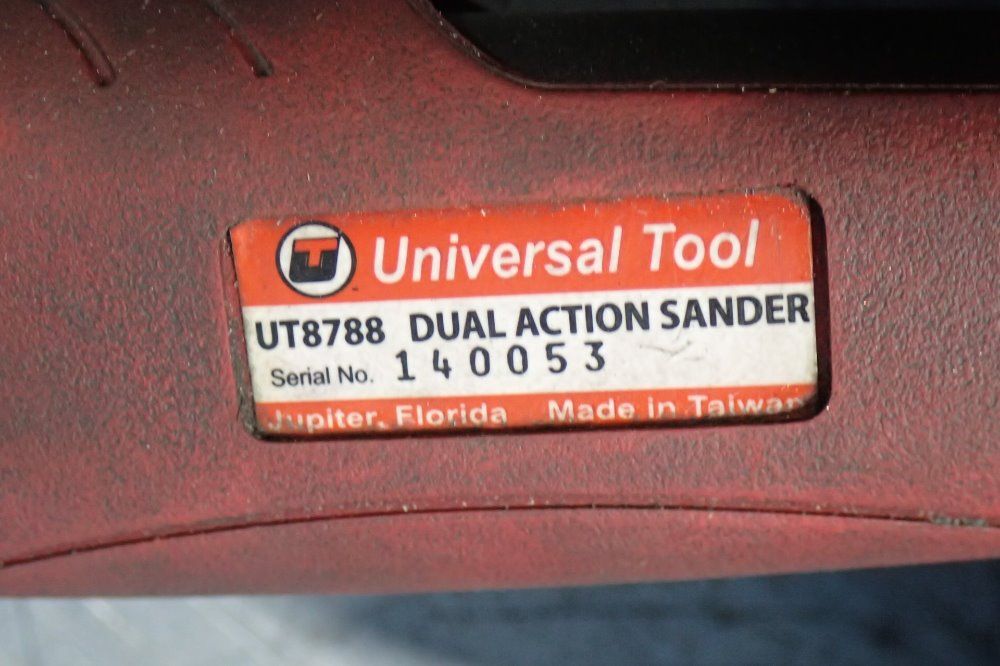 Universal Tool
UT8788 DUAL ACTION SANDER
Serial No. 140053
Jupiter, Florida Made in Taiwan